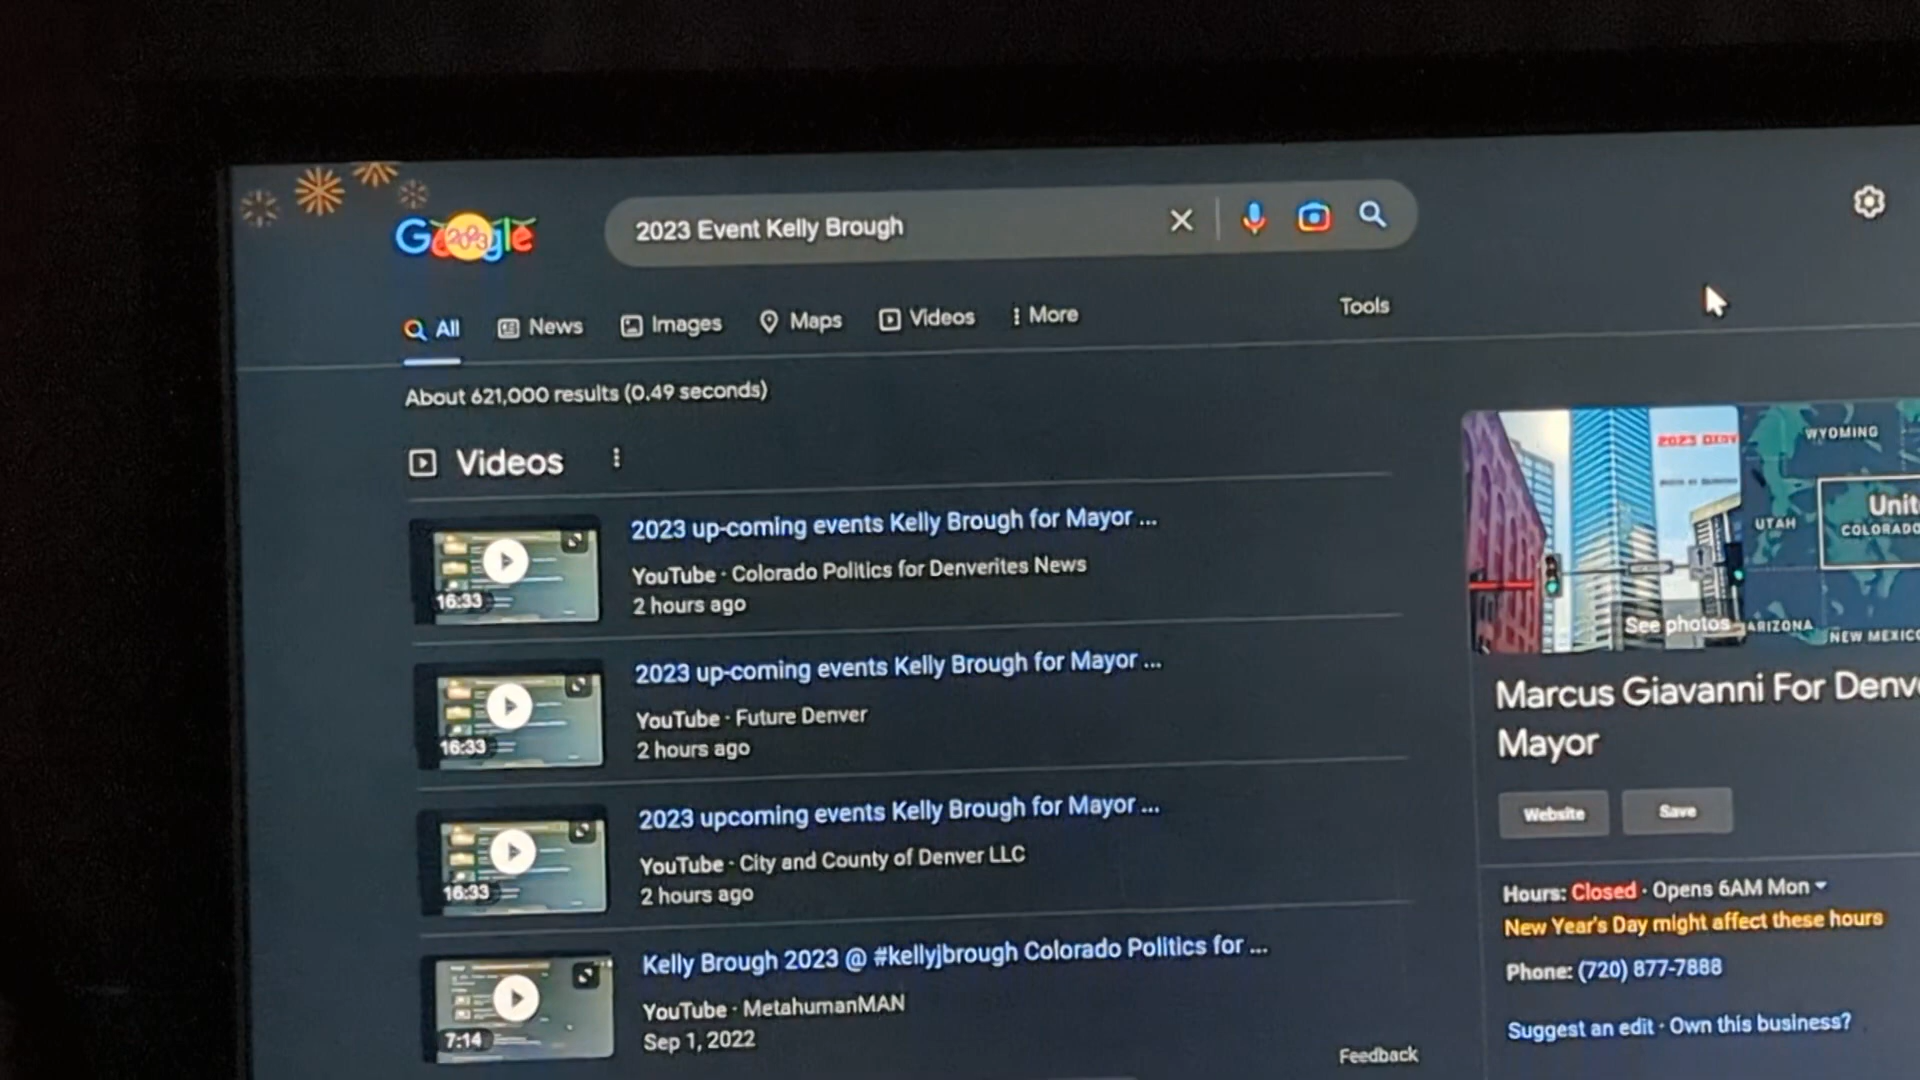 Google
2023
2023 Event Kelly Brough
All
News
Images
Maps
Videos
More
Tools
About 621,000 results (0.49 seconds)
Videos
2023 up-coming events Kelly Brough for Mayor ...
YouTube · Colorado Politics for Denverites News
2 hours ago
16:33
2023 up-coming events Kelly Brough for Mayor ...
YouTube · Future Denver
2 hours ago
16:33
2023 upcoming events Kelly Brough for Mayor ...
YouTube · City and County of Denver LLC
2 hours ago
16:33
Kelly Brough 2023 @ #kellyjbrough Colorado Politics for ...
YouTube · MetahumanMAN
Sep 1, 2022
7:14
Feedback
2023
See photos
WYOMING
UTAH
Unit
COLORADO
ARIZONA
NEW MEXICO
Marcus Giavanni For Denv
Mayor
Website
Save
Hours: Closed · Opens 6AM Mon
New Year's Day might affect these hours
Phone: (720) 877-7888
Suggest an edit · Own this business?